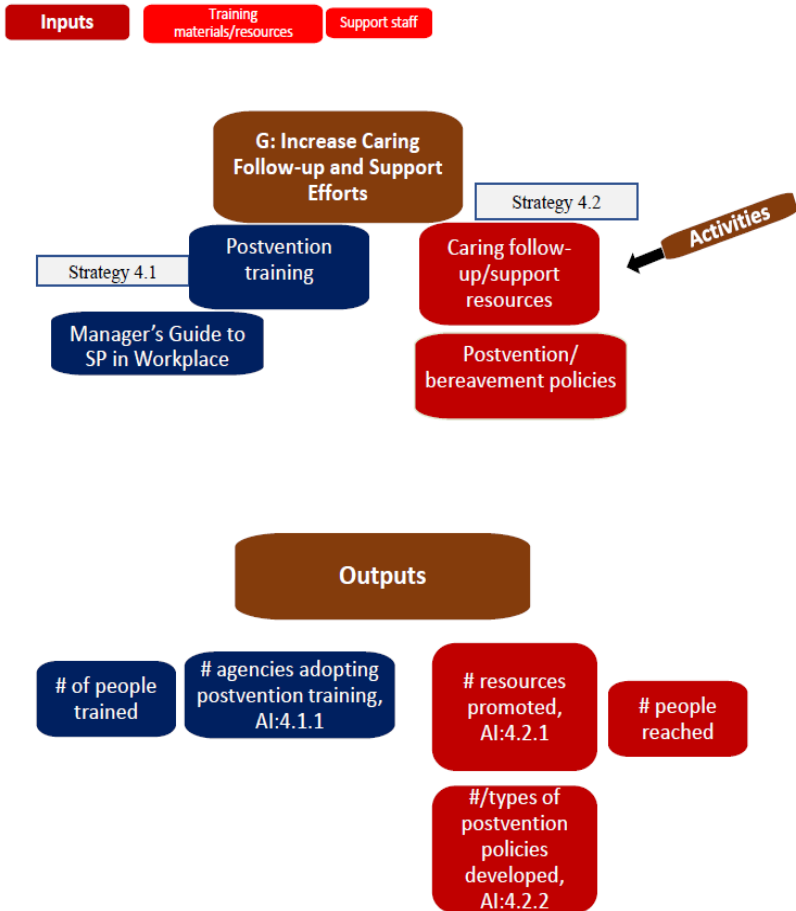 Inputs
Training
materials/resources
Support staff
G: Increase Caring
Follow-up and Support
Efforts
Strategy 4.2
Activities
Strategy 4.1
Postvention
training
Caring follow-
up/support
resources
Manager’s Guide to
SP in Workplace
Postvention/
bereavement policies
Outputs
# of people
trained
# agencies adopting
postvention training,
AI:4.1.1
# resources
promoted,
AI:4.2.1
# people
reached
#/types of
postvention
policies
developed,
AI:4.2.2